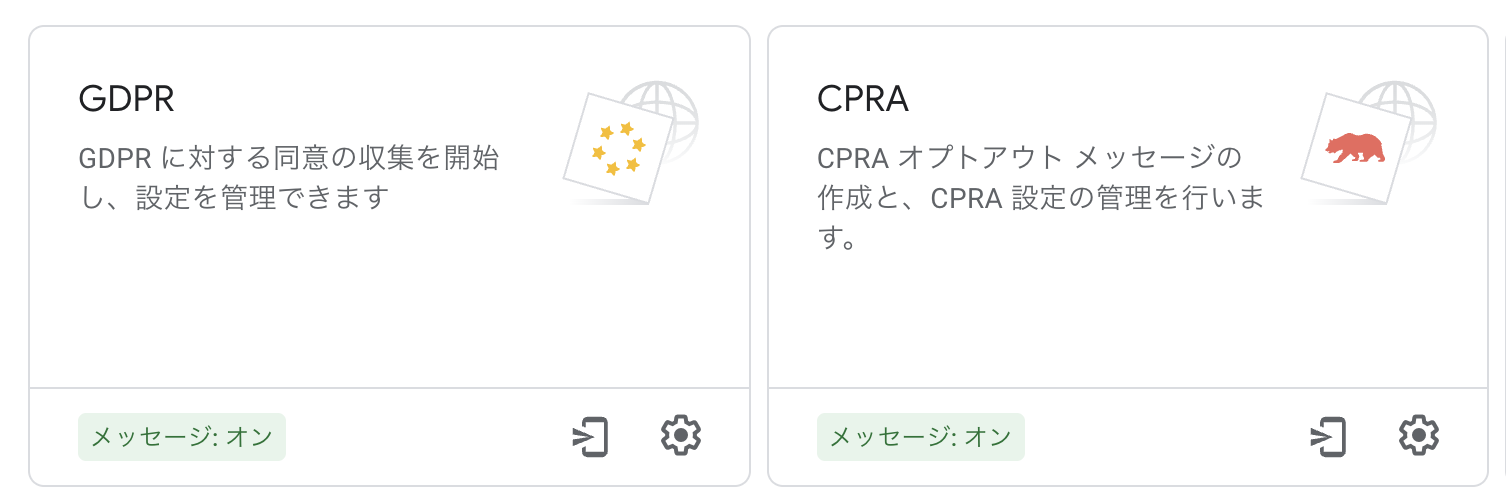 GDPR
GDPR に対する同意の収集を開始
し、設定を管理できます
メッセージ: オン
CPRA
CPRA オプトアウト メッセージの
作成と、CPRA 設定の管理を行いま
す。
メッセージ: オン